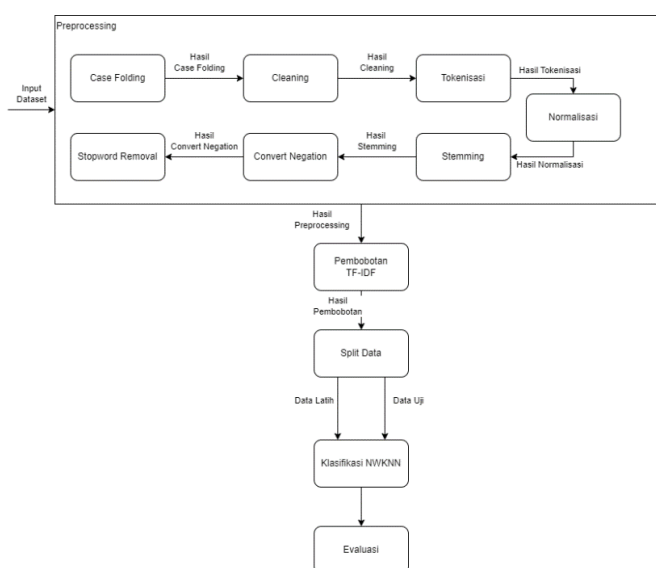 Preprocessing
Input
Dataset
Case Folding
Hasil
Case Folding
Cleaning
Hasil
Cleaning
Tokenisasi
Hasil Tokenisasi
Normalisasi
Hasil Normalisasi
Stemming
Hasil
Stemming
Convert Negation
Hasil
Convert Negation
Stopword Removal
Hasil
Preprocessing
Pembobotan
TF-IDF
Hasil
Pembobotan
Split Data
Data Latih
Data Uji
Klasifikasi NWKNN
Evaluasi